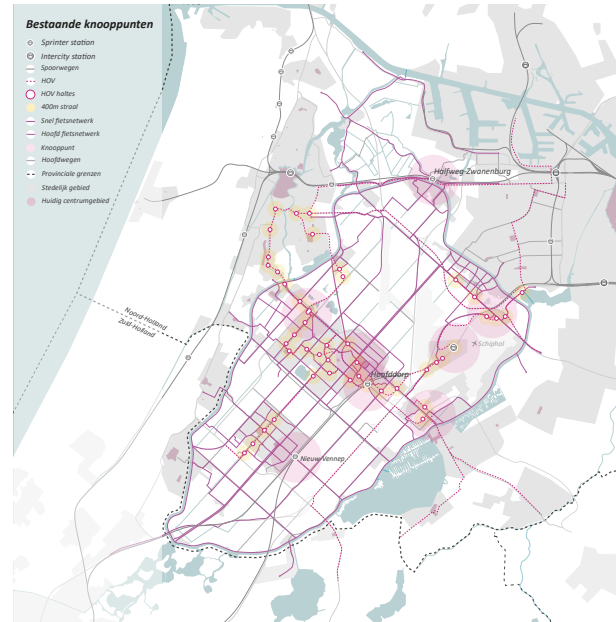 Bestaande knooppunten
Sprinter station
Intercity station
Spoorwegen
HOV
HOV haltes
400m straal
Snel fietsnetwerk
Hoofd fietsnetwerk
Knooppunt
Hoofdwegen
Provinciale grenzen
Stedelijk gebied
Huidig centrumgebied
Halfweg-Zwanenburg
Noord-Holland
Zuid-Holland
Schiphol
Hoofddorp
Nieuw Vennep